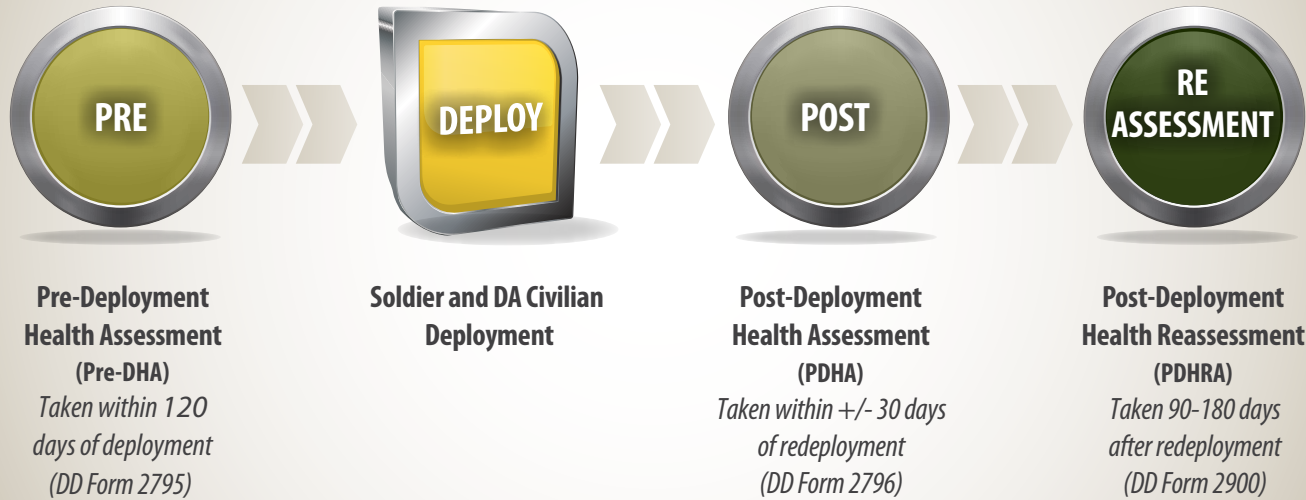 PRE
DEPLOY
POST
RE
ASSESSMENT
Pre-Deployment
Health Assessment
(Pre-DHA)
Taken within 120
days of deployment
(DD Form 2795)
Soldier and DA Civilian
Deployment
Post-Deployment
Health Assessment
(PDHA)
Taken within +/- 30 days
of redeployment
(DD Form 2796)
Post-Deployment
Health Reassessment
(PDHRA)
Taken 90-180 days
after redeployment
(DD Form 2900)